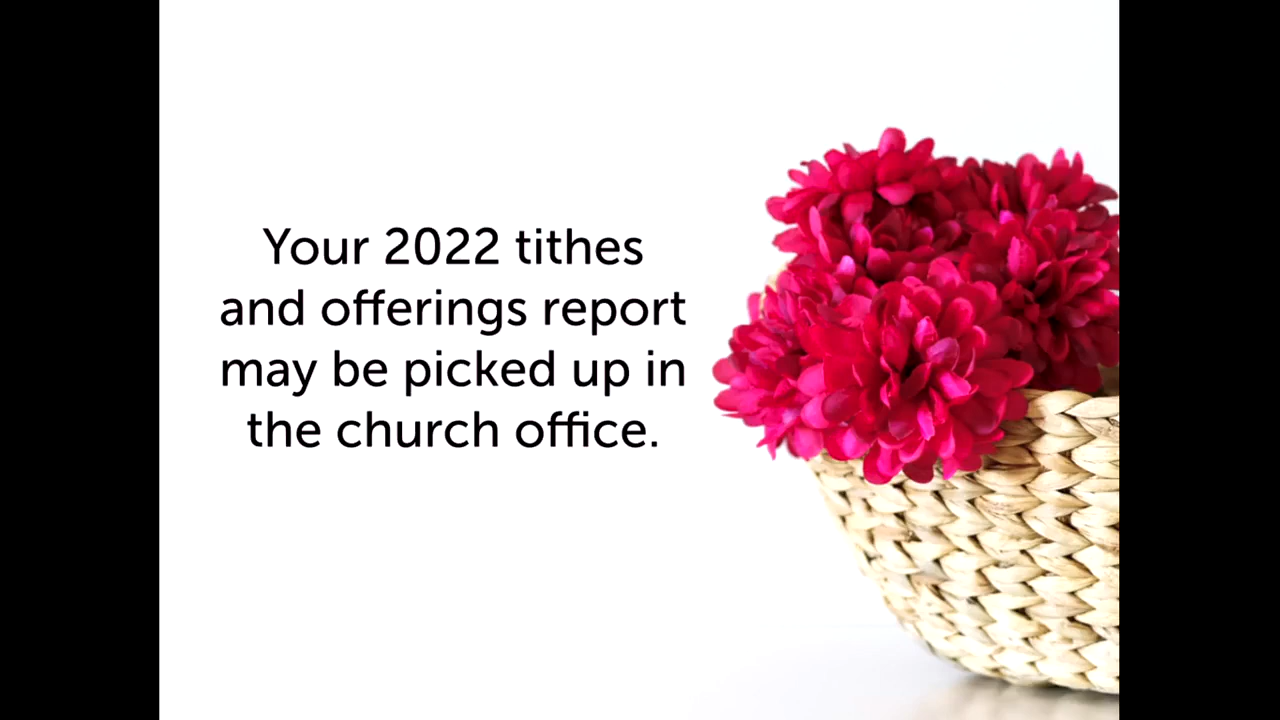 Your 2022 tithes
and offerings report
may be picked up in
the church office.